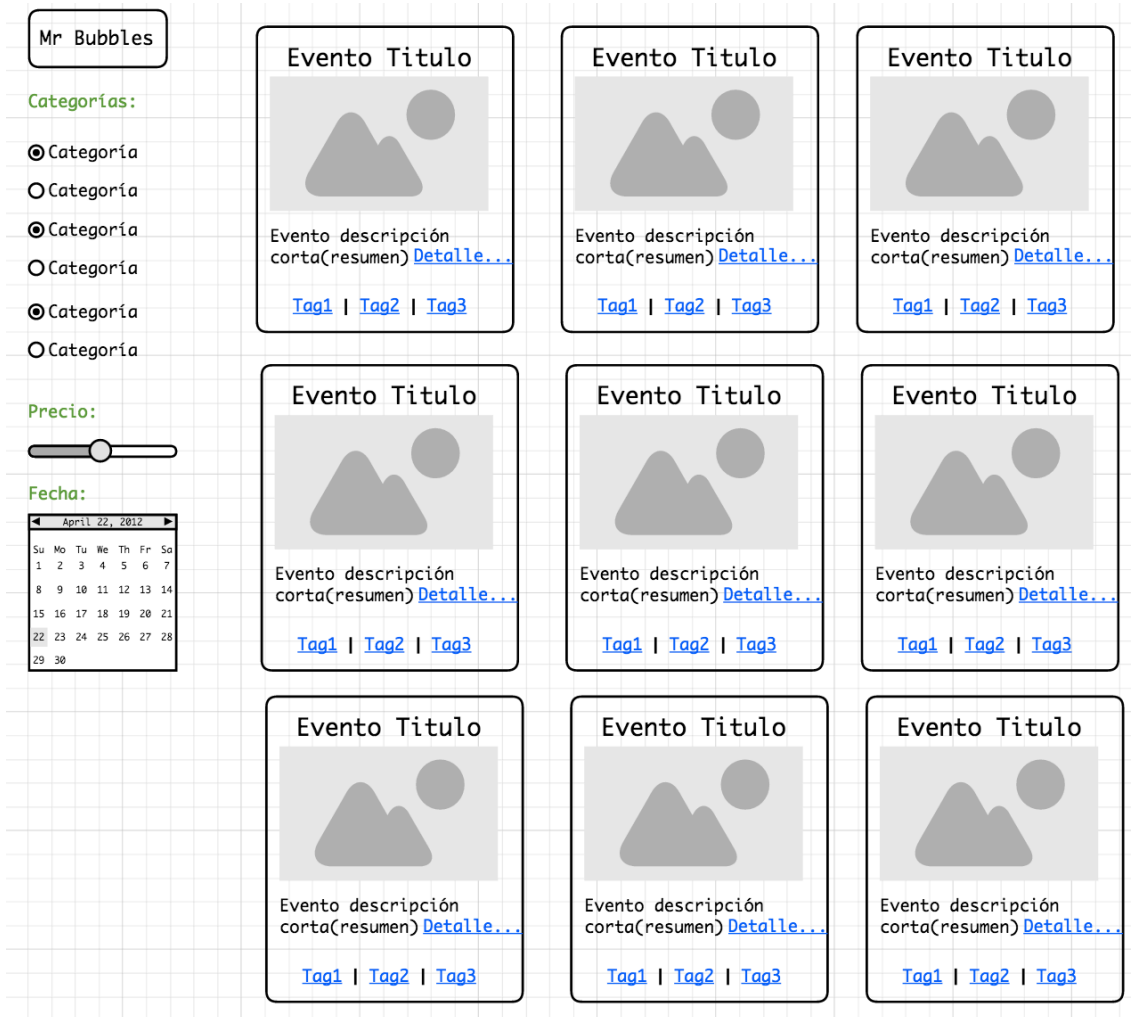 Mr Bubbles
Categorías:
Categoría
Categoría
Categoría
Categoría
Categoría
Categoría
Precio:
Fecha:
April 22, 2012
Su Mo Tu We Th Fr Sa
1 2 3 4 5 6 7
8 9 10 11 12 13 14
15 16 17 18 19 20 21
22 23 24 25 26 27 28
29 30
Evento Titulo
Evento descripción
corta(resumen) Detalle...
Tag1 | Tag2 | Tag3
Evento Titulo
Evento descripción
corta(resumen) Detalle...
Tag1 | Tag2 | Tag3
Evento Titulo
Evento descripción
corta(resumen) Detalle...
Tag1 | Tag2 | Tag3
Evento Titulo
Evento descripción
corta(resumen) Detalle...
Tag1 | Tag2 | Tag3
Evento Titulo
Evento descripción
corta(resumen) Detalle...
Tag1 | Tag2 | Tag3
Evento Titulo
Evento descripción
corta(resumen) Detalle...
Tag1 | Tag2 | Tag3
Evento Titulo
Evento descripción
corta(resumen) Detalle...
Tag1 | Tag2 | Tag3
Evento Titulo
Evento descripción
corta(resumen) Detalle...
Tag1 | Tag2 | Tag3
Evento Titulo
Evento descripción
corta(resumen) Detalle...
Tag1 | Tag2 | Tag3